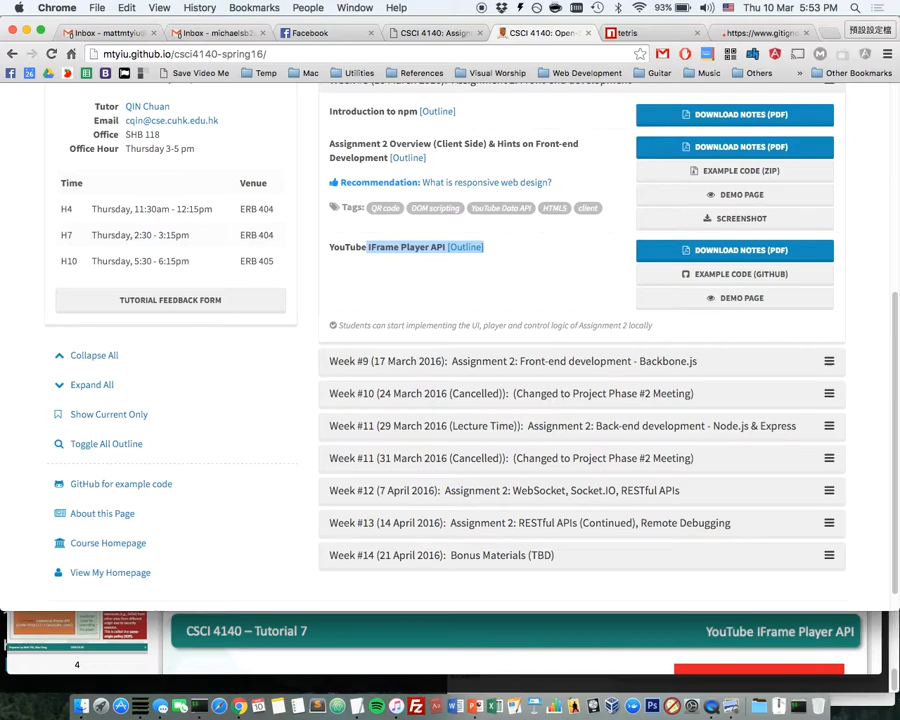 Chrome File Edit View History Bookmarks People Window Help 93% Thu 10 Mar 5:53 PM
Inbox - mattmtyiu@ Inbox - michaelsb2. Facebook CSCI 4140: Assign CSCI 4140: Open- tetris https://www.gitigno 預設設定檔
mtyiu.github.io/csci4140-spring16/
Save Video Me Temp Mac Utilities References Visual Worship Web Development Guitar Music Others » Other Bookmarks
Tutor QIN Chuan
Email cqin@cse.cuhk.edu.hk
Office SHB 118
Office Hour Thursday 3-5 pm
Time Venue
H4 Thursday, 11:30am - 12:15pm ERB 404
H7 Thursday, 2:30 - 3:15pm ERB 404
H10 Thursday, 5:30 - 6:15pm ERB 405
TUTORIAL FEEDBACK FORM
Collapse All
Expand All
Show Current Only
Toggle All Outline
GitHub for example code
About this Page
Course Homepage
View My Homepage
Introduction to npm [Outline]
DOWNLOAD NOTES (PDF)
Assignment 2 Overview (Client Side) & Hints on Front-end
Development [Outline]
Recommendation: What is responsive web design?
Tags: QR code DOM scripting YouTube Data API HTML5 client
DOWNLOAD NOTES (PDF)
EXAMPLE CODE (ZIP)
DEMO PAGE
SCREENSHOT
YouTube IFrame Player API [Outline]
DOWNLOAD NOTES (PDF)
EXAMPLE CODE (GITHUB)
DEMO PAGE
Students can start implementing the UI, player and control logic of Assignment 2 locally
Week #9 (17 March 2016): Assignment 2: Front-end development - Backbone.js
Week #10 (24 March 2016 (Cancelled)): (Changed to Project Phase #2 Meeting)
Week #11 (29 March 2016 (Lecture Time)): Assignment 2: Back-end development - Node.js & Express
Week #11 (31 March 2016 (Cancelled)): (Changed to Project Phase #2 Meeting)
Week #12 (7 April 2016): Assignment 2: WebSocket, Socket.IO, RESTful APIs
Week #13 (14 April 2016): Assignment 2: RESTful APIs (Continued), Remote Debugging
Week #14 (21 April 2016): Bonus Materials (TBD)
4
CSCI 4140 – Tutorial 7 YouTube IFrame Player API